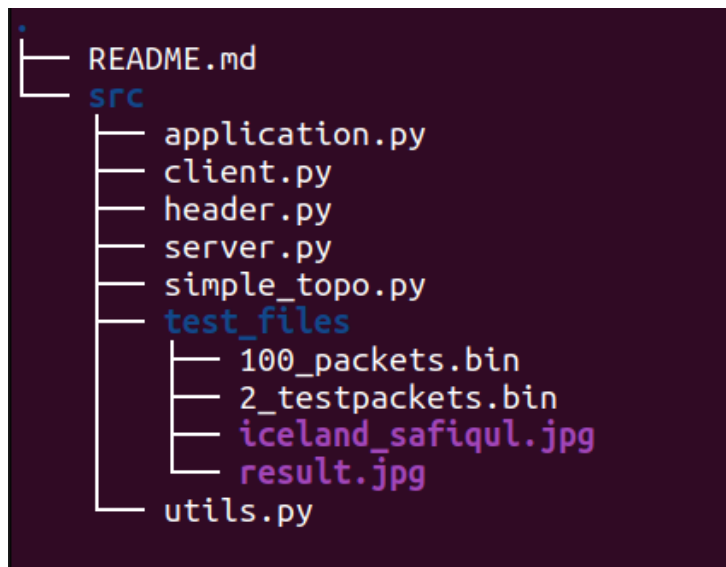 .
├── README.md
└── src
    ├── application.py
    ├── client.py
    ├── header.py
    ├── server.py
    ├── simple_topo.py
    ├── test_files
    │   ├── 100_packets.bin
    │   ├── 2_testpackets.bin
    │   ├── iceland_safiqul.jpg
    │   └── result.jpg
    └── utils.py